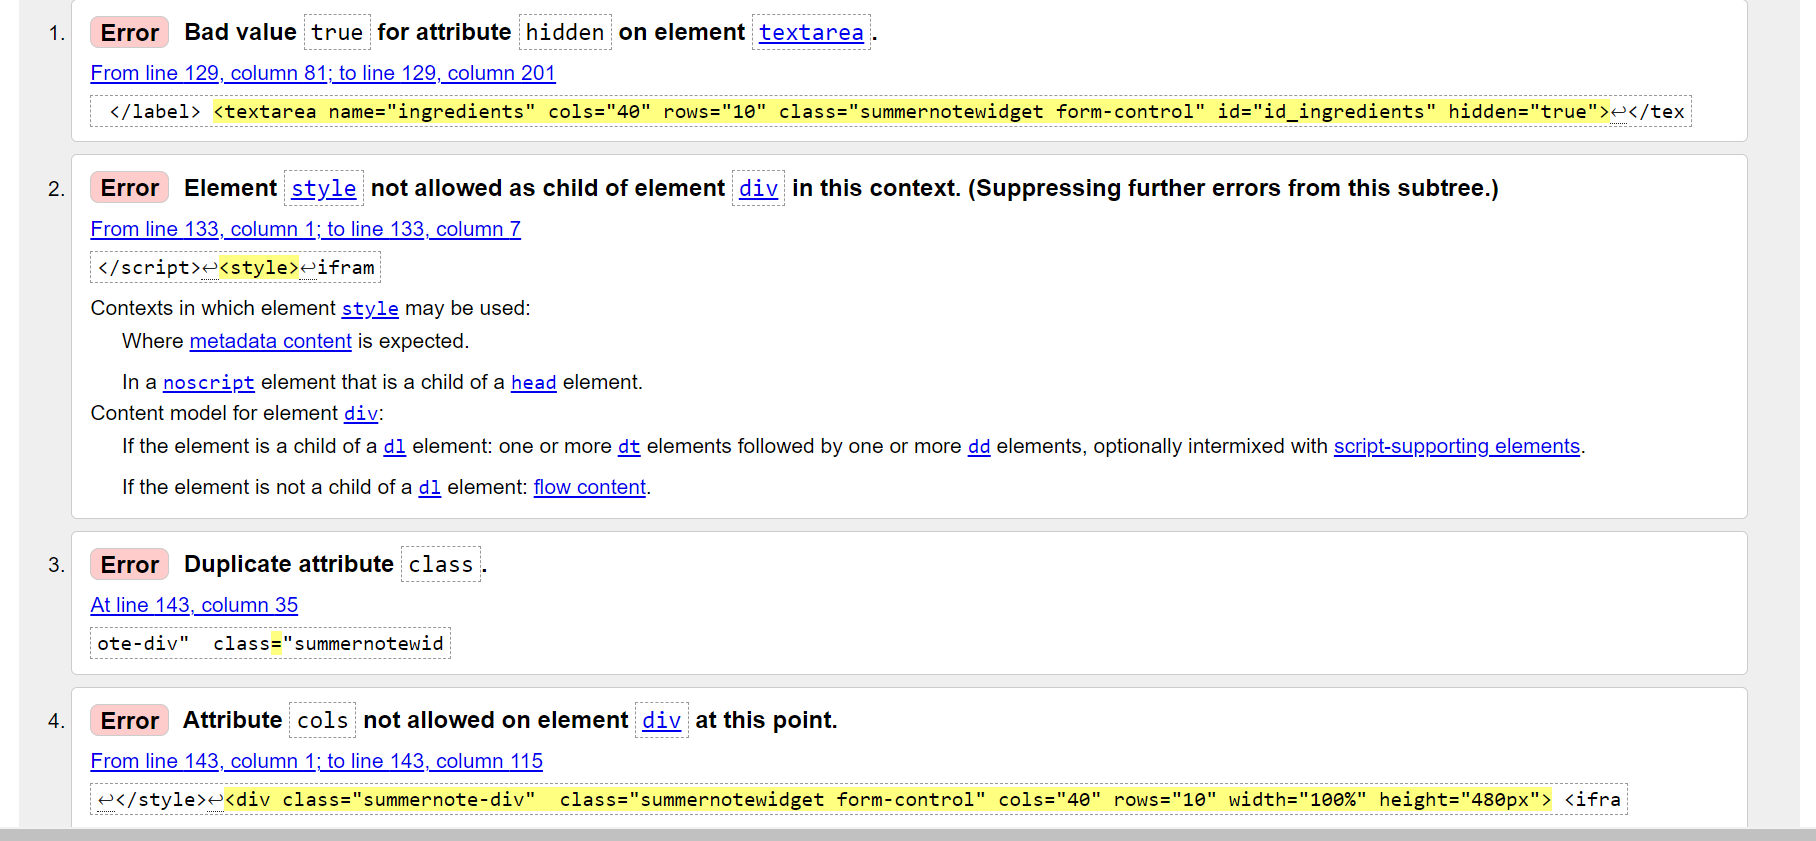 1. Error Bad value true for attribute hidden on element textarea.
From line 129, column 81; to line 129, column 201
</label> <textarea name="ingredients" cols="40" rows="10" class="summernotewidget form-control" id="id_ingredients" hidden="true">↩</tex
2. Error Element style not allowed as child of element div in this context. (Suppressing further errors from this subtree.)
From line 133, column 1; to line 133, column 7
</script>↩<style>↩ifram
Contexts in which element style may be used:
Where metadata content is expected.
In a noscript element that is a child of a head element.
Content model for element div:
If the element is a child of a dl element: one or more dt elements followed by one or more dd elements, optionally intermixed with script-supporting elements.
If the element is not a child of a dl element: flow content.
3. Error Duplicate attribute class.
At line 143, column 35
ote-div"  class="summernotewid
4. Error Attribute cols not allowed on element div at this point.
From line 143, column 1; to line 143, column 115
↩</style>↩<div class="summernote-div"  class="summernotewidget form-control" cols="40" rows="10" width="100%" height="480px"> <ifra